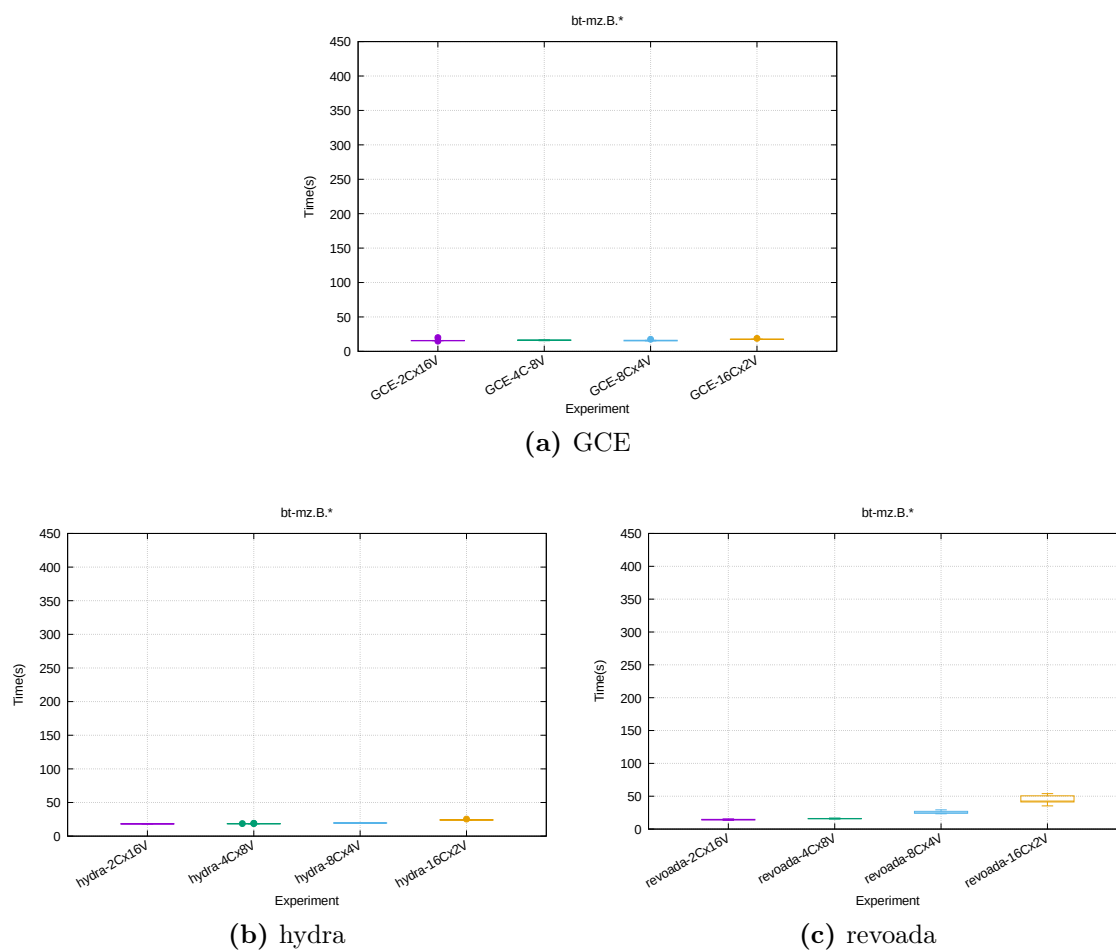 bt-mz.B.*
450
400
350
300
250
200
150
100
50
0
Time(s)
GCE-2Cx16V
GCE-4C-8V
GCE-8Cx4V
GCE-16Cx2V
Experiment
(a) GCE
bt-mz.B.*
450
400
350
300
250
200
150
100
50
0
Time(s)
hydra-2Cx16V
hydra-4Cx8V
hydra-8Cx4V
hydra-16Cx2V
Experiment
(b) hydra
bt-mz.B.*
450
400
350
300
250
200
150
100
50
0
Time(s)
revoada-2Cx16V
revoada-4Cx8V
revoada-8Cx4V
revoada-16Cx2V
Experiment
(c) revoada